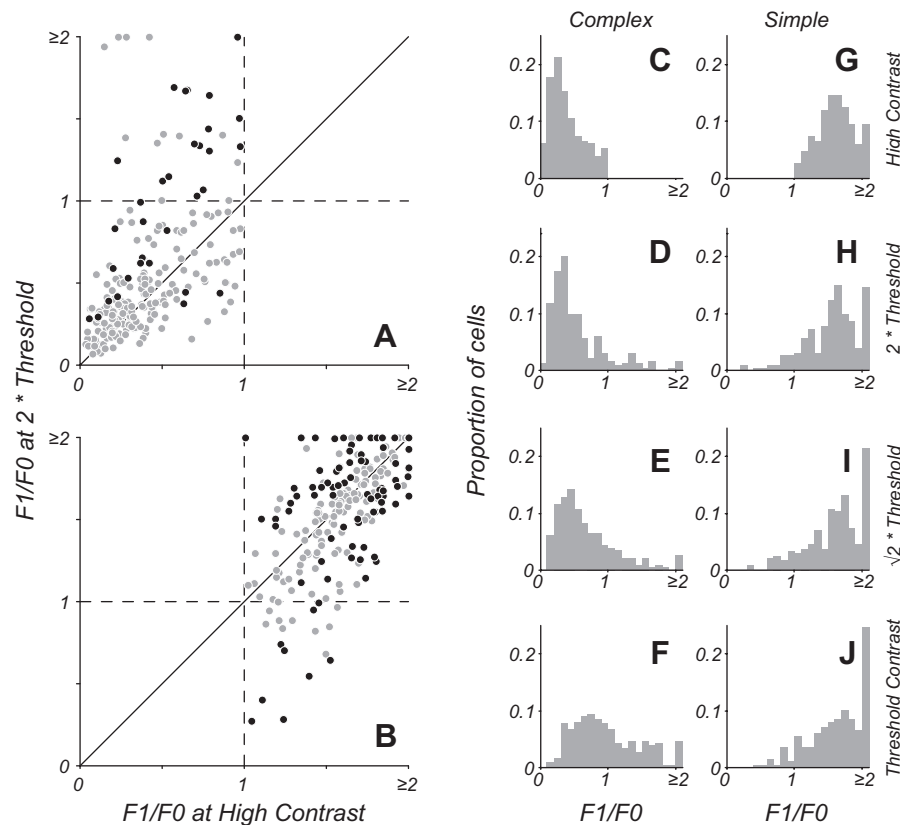 Complex
Simple
≥2
1
0
0
1
≥2
A
F1/F0 at 2 * Threshold
≥2
1
0
0
1
≥2
B
F1/F0 at High Contrast
Proportion of cells
0.2
0.1
0
0
1
≥2
C
0.2
0.1
0
0
1
≥2
G
High Contrast
0.2
0.1
0
0
1
≥2
D
0.2
0.1
0
0
1
≥2
H
2 * Threshold
0.2
0.1
0
0
1
≥2
E
0.2
0.1
0
0
1
≥2
I
√2 * Threshold
0.2
0.1
0
0
1
≥2
F
0.2
0.1
0
0
1
≥2
J
Threshold Contrast
F1/F0
F1/F0